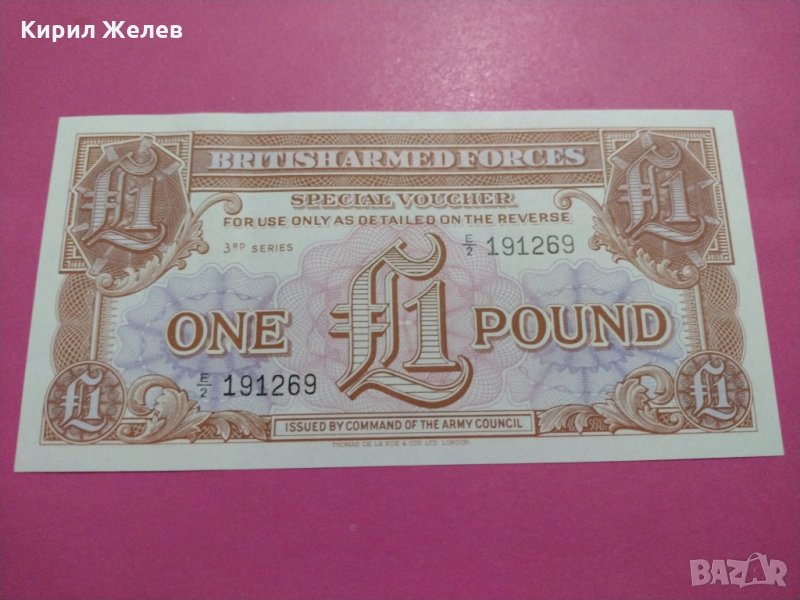 Кирил Желев
BRITISH ARMED FORCES
£1
£1
SPECIAL VOUCHER
FOR USE ONLY AS DETAILED ON THE REVERSE
3RD SERIES
E/2 191269
ONE £1 POUND
E/2 191269
£1
£1
ISSUED BY COMMAND OF THE ARMY COUNCIL
THOMAS DE LA RUE & COY. LTD. LONDON.
BAZAR